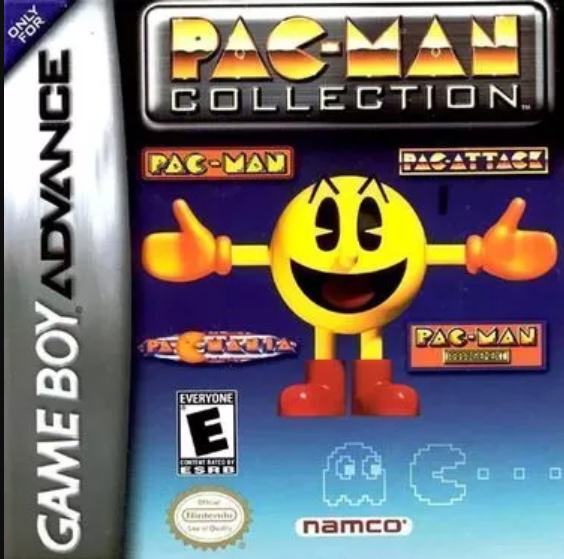 ONLY
FOR
GAME BOY ADVANCE
PAC-MAN
COLLECTION™
PAC-MAN
PAC-ATTACK
PAC-MANIA
PAC-MAN
EVERYONE
E
CONTENT RATED BY
ESRB
Official
Nintendo
Seal of Quality
namco®